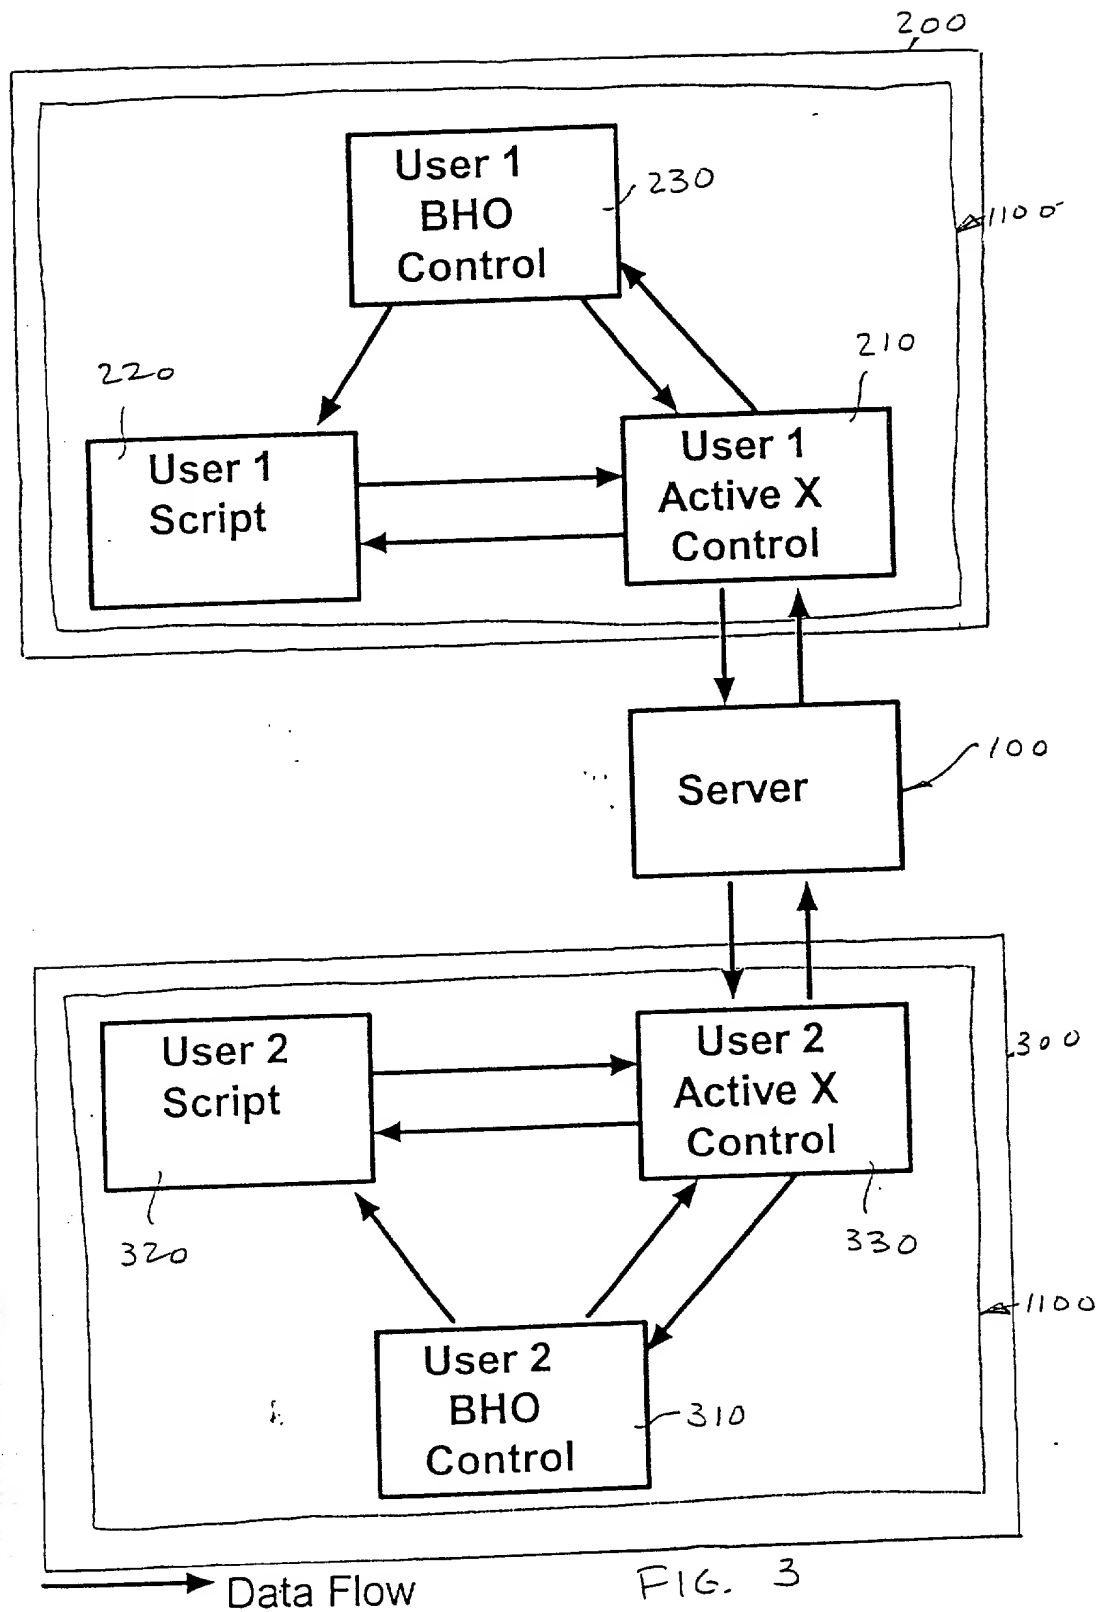 200
User 1
BHO
Control
230
1100
220
210
User 1
Script
User 1
Active X
Control
Server
100
User 2
Script
User 2
Active X
Control
300
320
330
1100
User 2
BHO
Control
310
Data Flow
FIG. 3